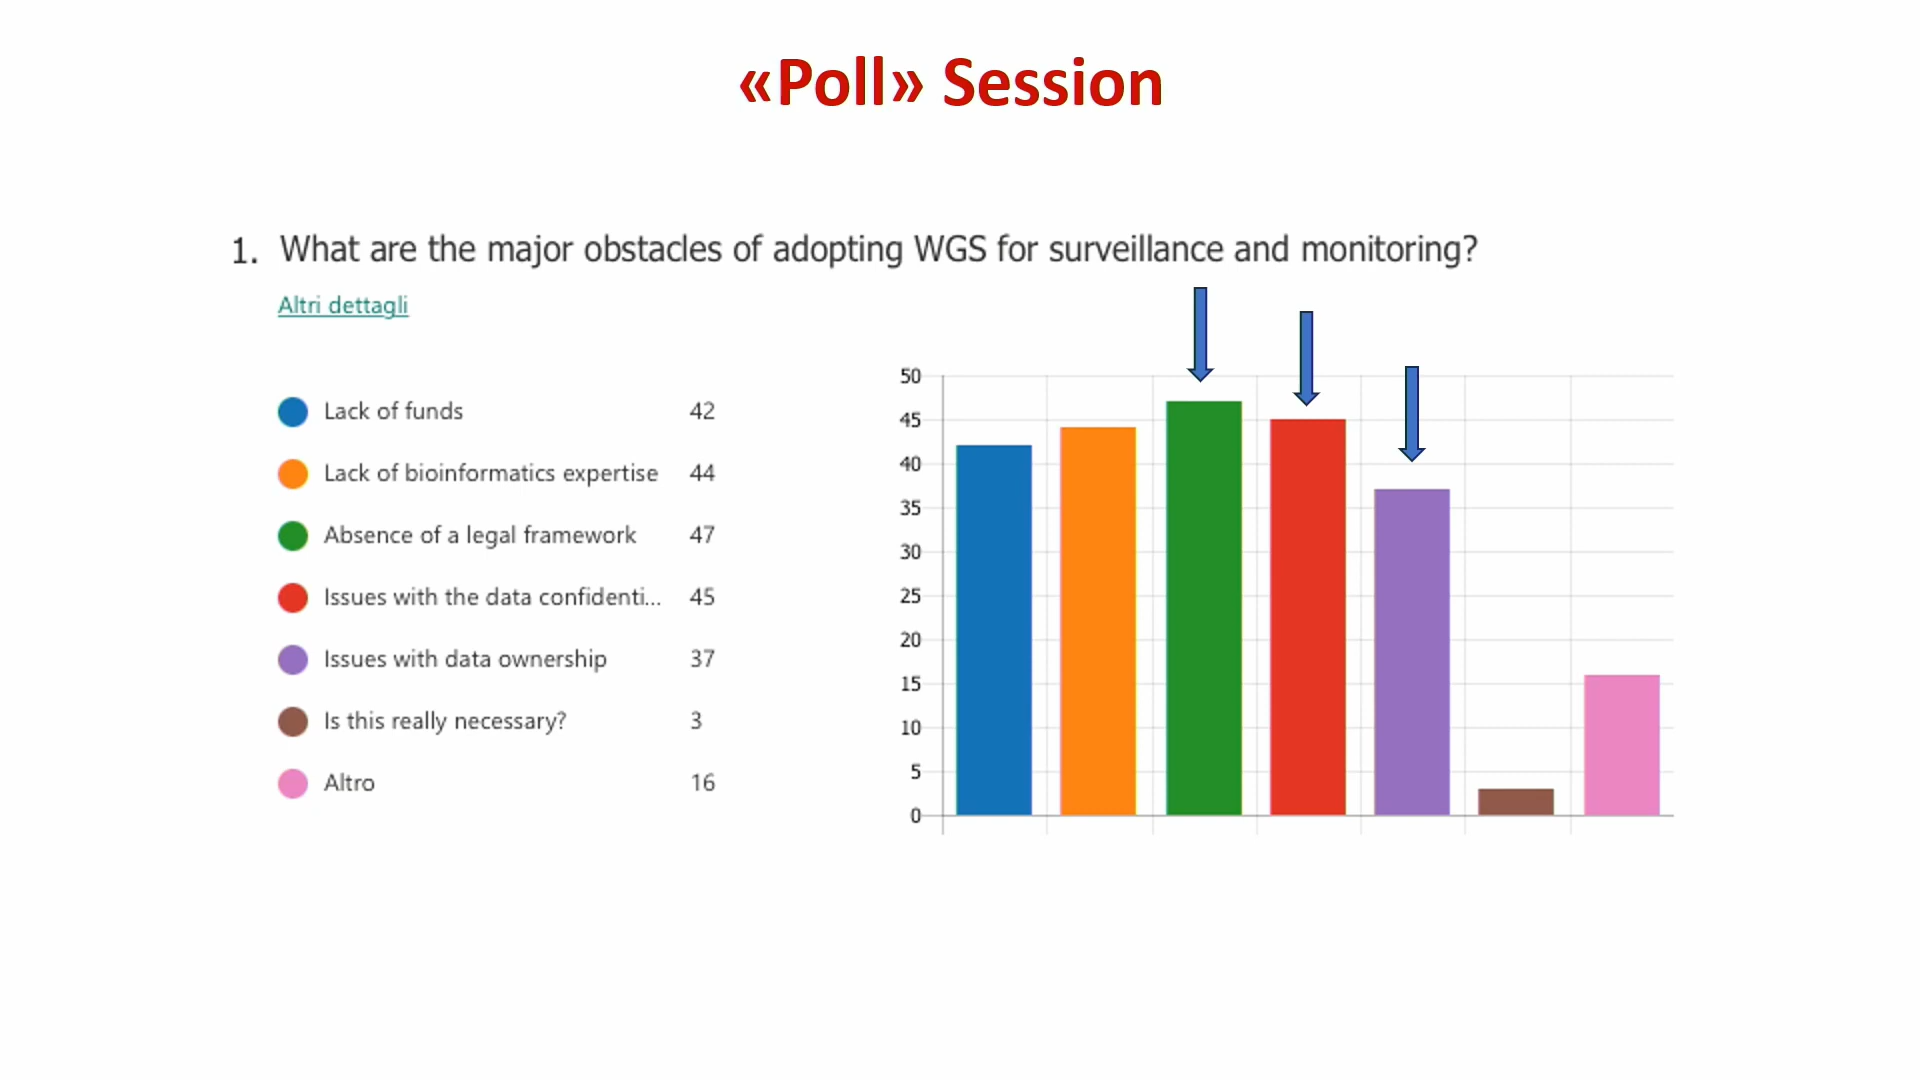 «Poll» Session
1. What are the major obstacles of adopting WGS for surveillance and monitoring?
Altri dettagli
Lack of funds 42
Lack of bioinformatics expertise 44
Absence of a legal framework 47
Issues with the data confidenti... 45
Issues with data ownership 37
Is this really necessary? 3
Altro 16
50
45
40
35
30
25
20
15
10
5
0